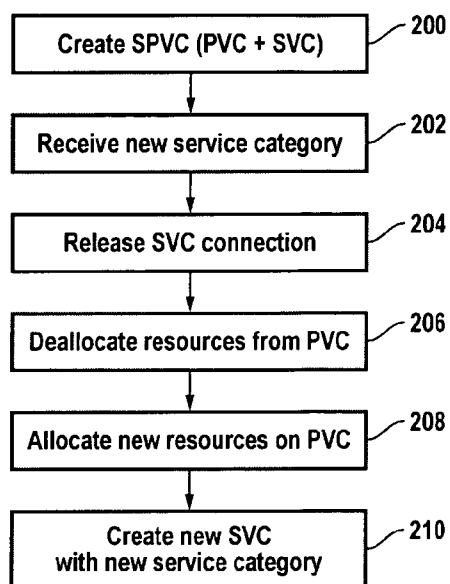 Create SPVC (PVC + SVC)
200
Receive new service category
202
Release SVC connection
204
Deallocate resources from PVC
206
Allocate new resources on PVC
208
Create new SVC
with new service category
210